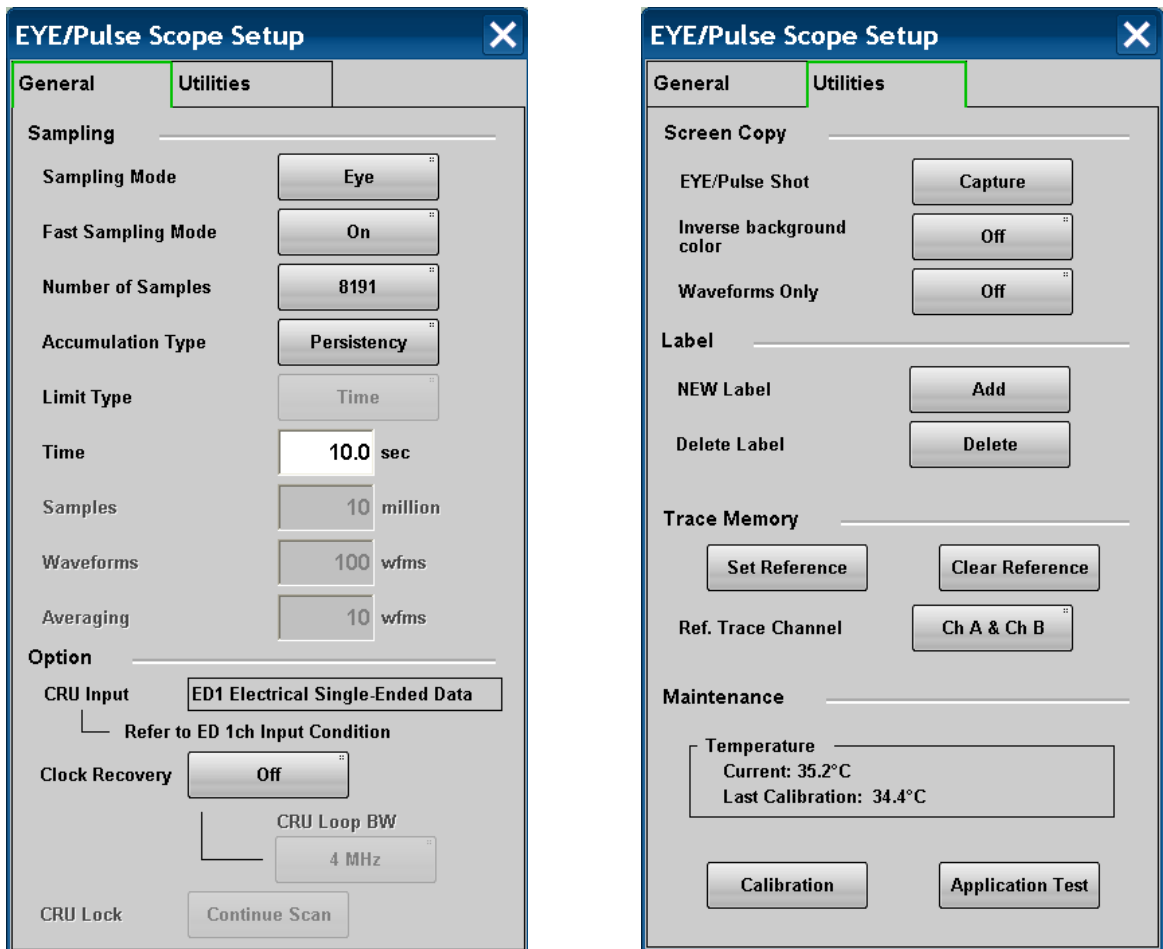 EYE/Pulse Scope Setup
General Utilities
Sampling
Sampling Mode Eye
Fast Sampling Mode On
Number of Samples 8191
Accumulation Type Persistency
Limit Type Time
Time 10.0 sec
Samples 10 million
Waveforms 100 wfms
Averaging 10 wfms
Option
CRU Input ED1 Electrical Single-Ended Data
Refer to ED 1ch Input Condition
Clock Recovery Off
CRU Loop BW
4 MHz
CRU Lock Continue Scan
EYE/Pulse Scope Setup
General Utilities
Screen Copy
EYE/Pulse Shot Capture
Inverse background
color
Off
Waveforms Only Off
Label
NEW Label Add
Delete Label Delete
Trace Memory
Set Reference Clear Reference
Ref. Trace Channel Ch A & Ch B
Maintenance
Temperature
Current: 35.2°C
Last Calibration: 34.4°C
Calibration Application Test